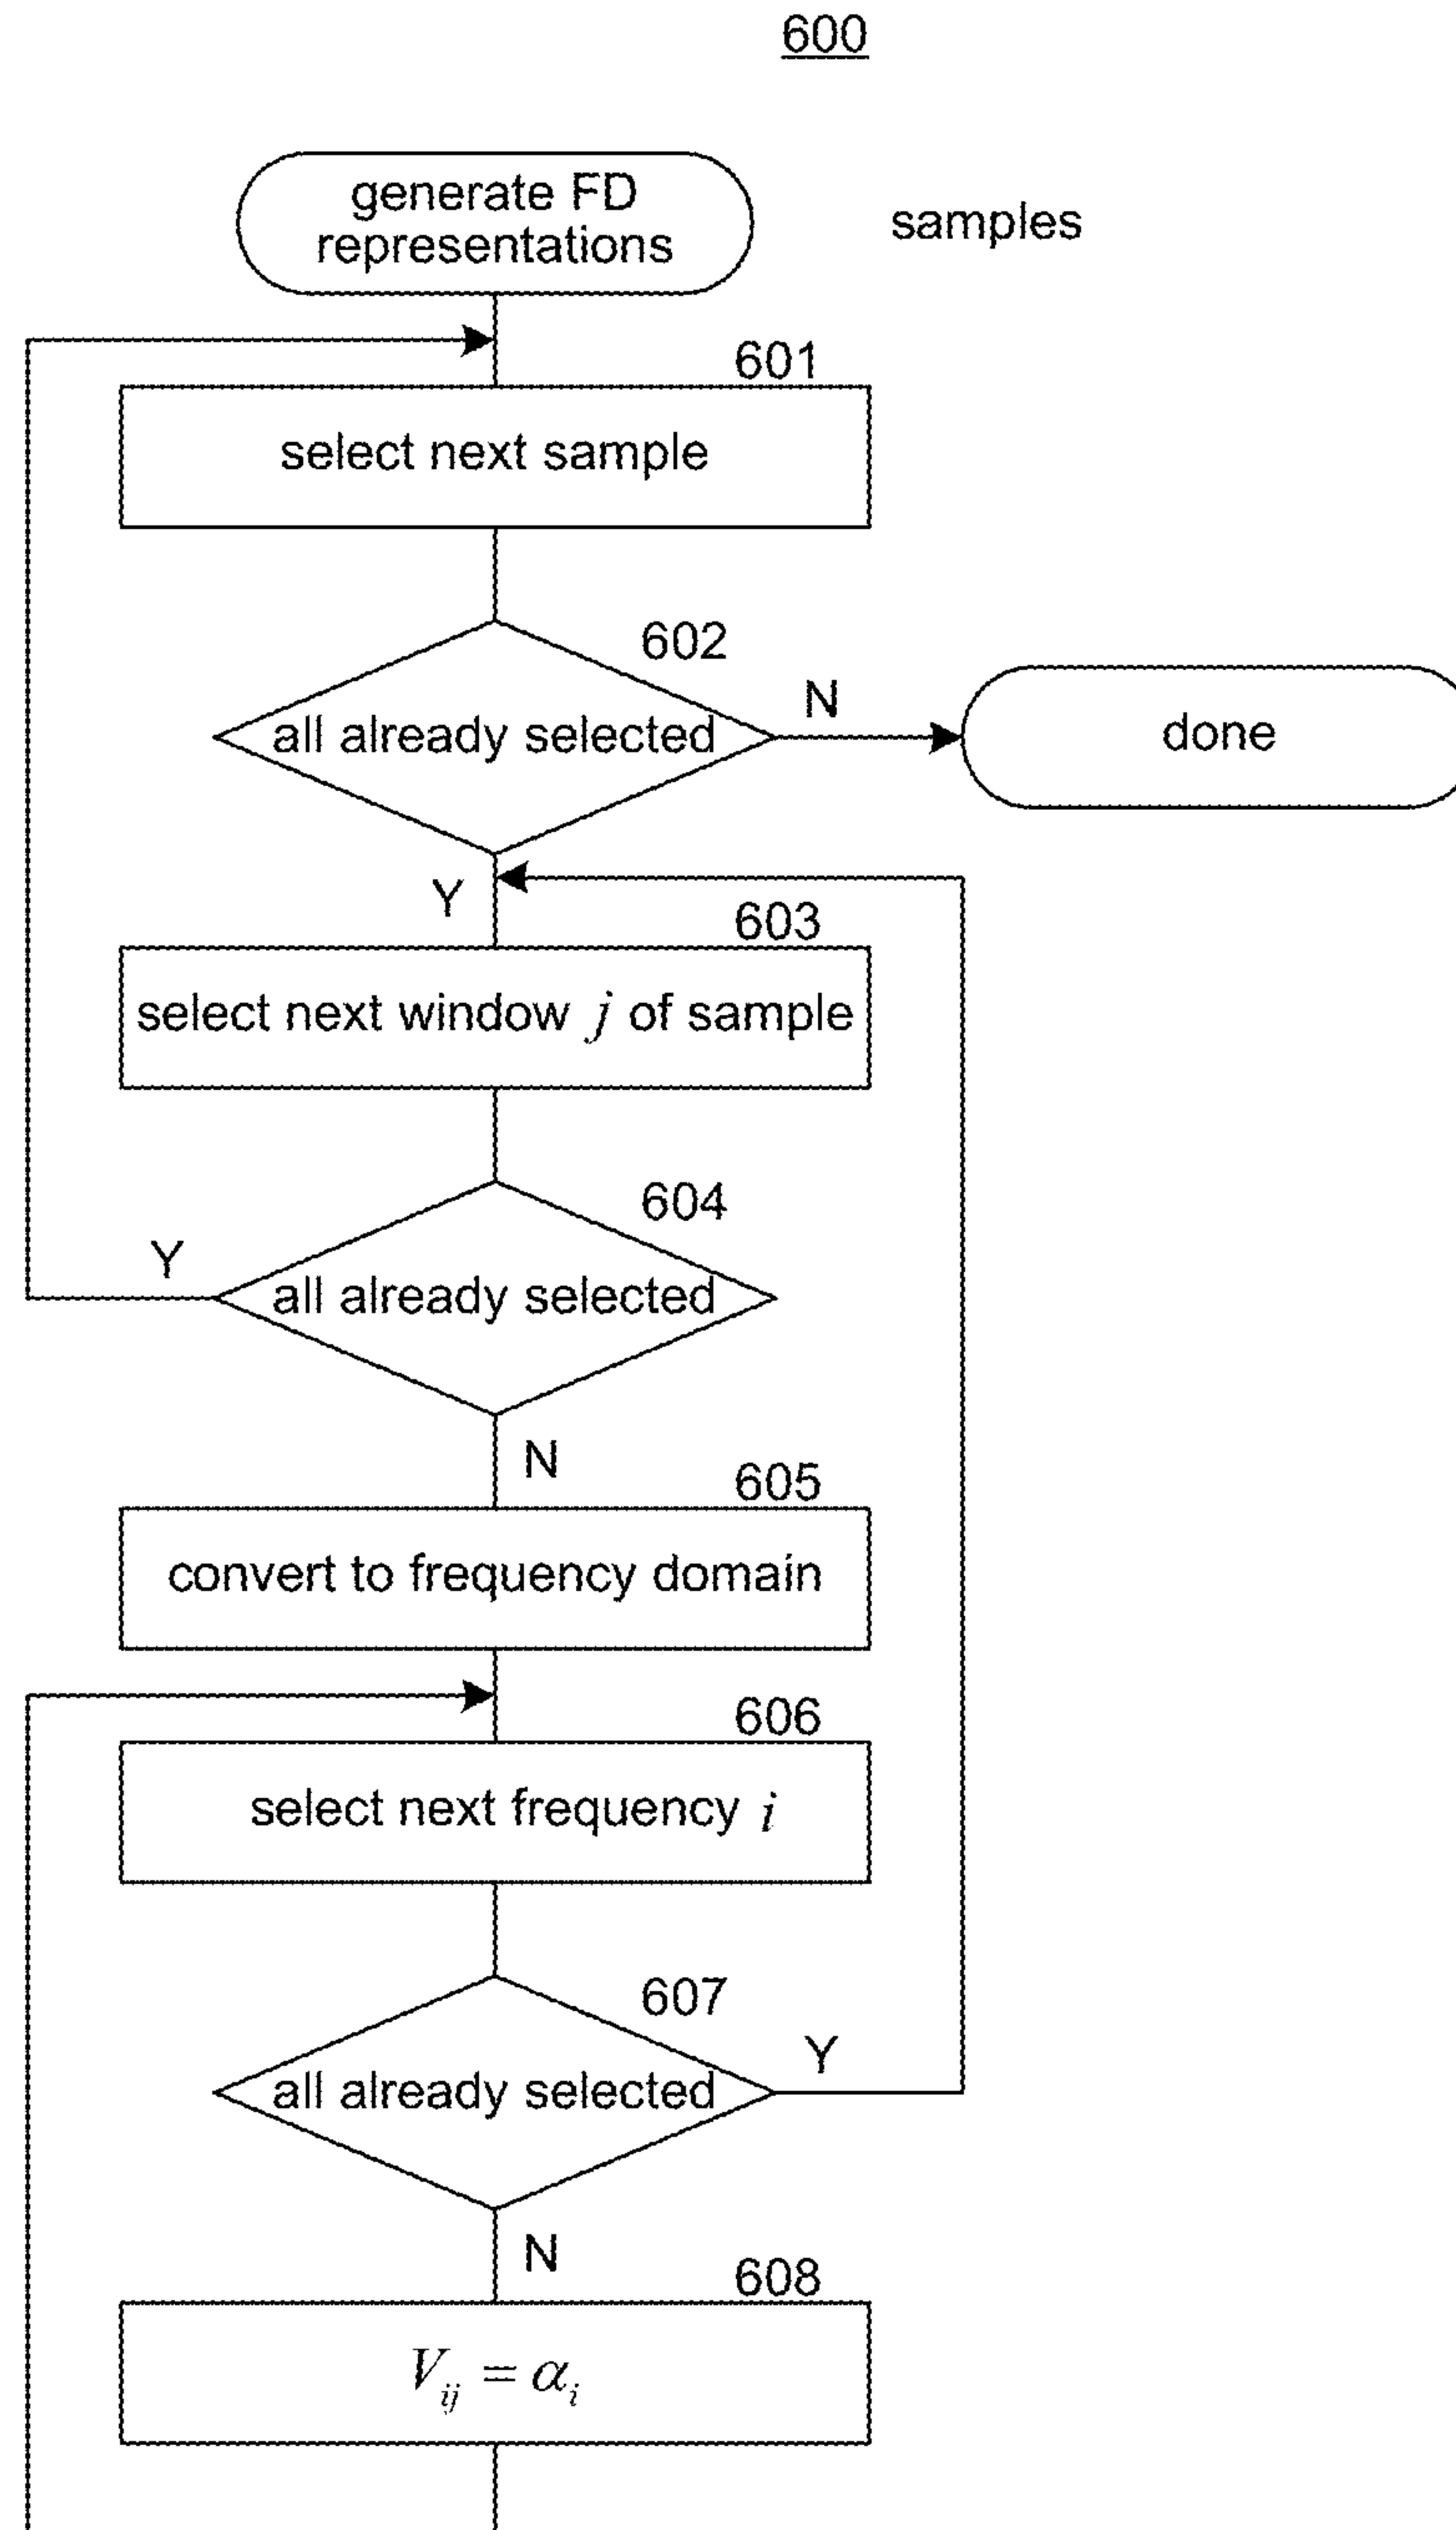 600
generate FD
representations
samples
601
select next sample
602
all already selected
N
done
Y
603
select next window j of sample
604
Y
all already selected
N
605
convert to frequency domain
606
select next frequency i
607
all already selected
Y
N
608
V_{ij} = α_i